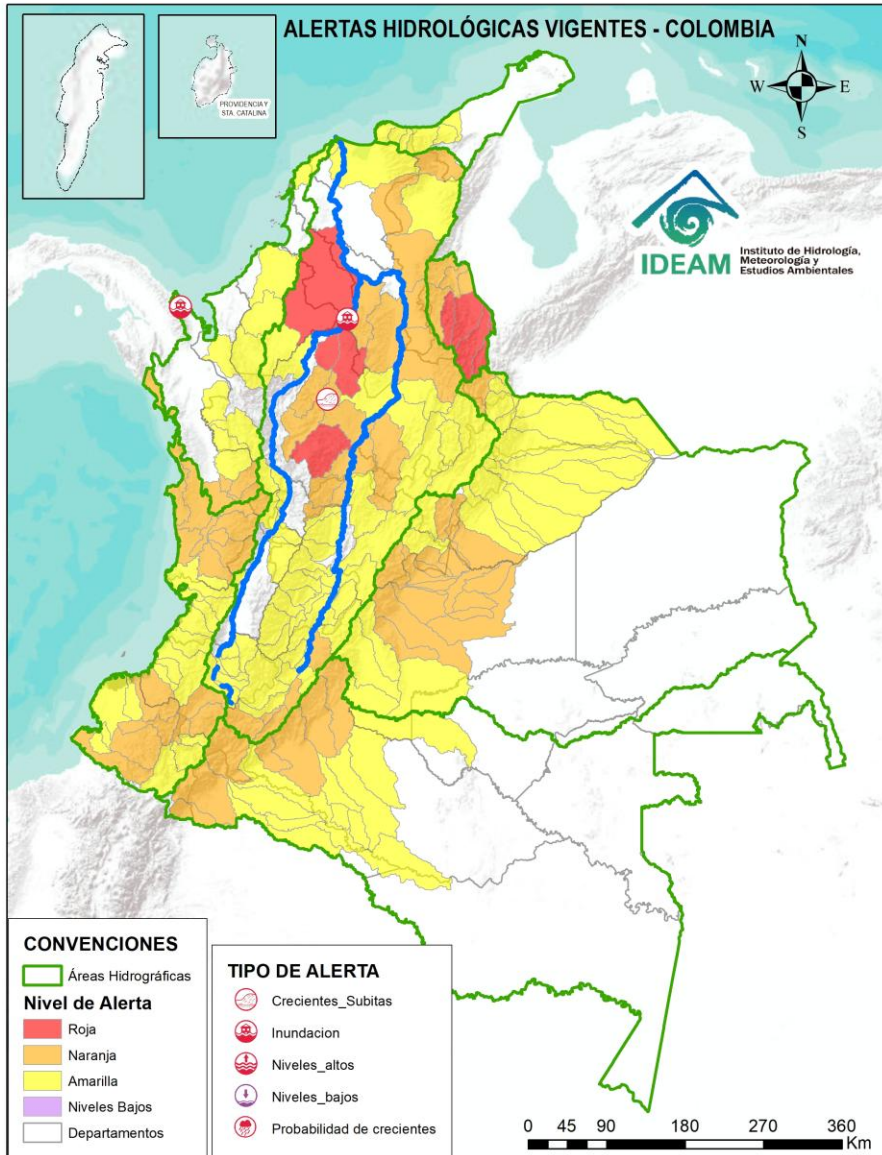 ALERTAS HIDROLÓGICAS VIGENTES - COLOMBIA
PROVIDENCIA Y
STA. CATALINA
N
W
E
S
IDEAM
Instituto de Hidrología,
Meteorología y
Estudios Ambientales
CONVENCIONES
Áreas Hidrográficas
Nivel de Alerta
Roja
Naranja
Amarilla
Niveles Bajos
Departamentos
TIPO DE ALERTA
Crecientes_Subitas
Inundacion
Niveles_altos
Niveles_bajos
Probabilidad de crecientes
0 45 90 180 270 360
Km